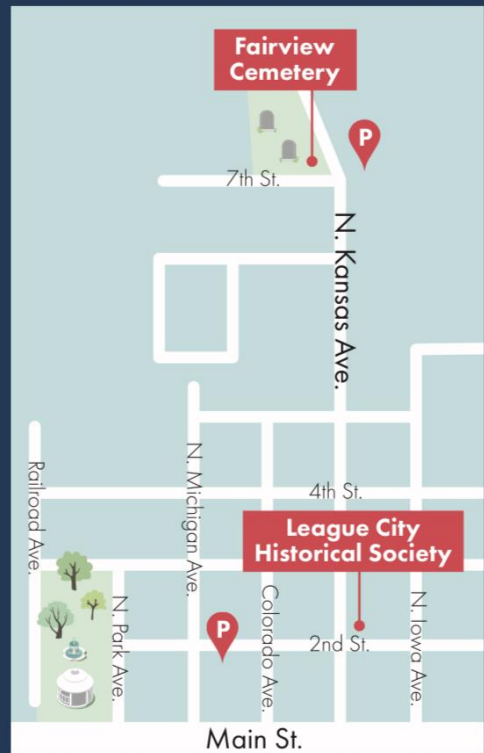 Fairview
Cemetery
P
7th St.
N. Kansas Ave.
Railroad Ave.
N. Michigan Ave.
4th St.
League City
Historical Society
N. Park Ave.
P
Colorado Ave.
2nd St.
N. Iowa Ave.
Main St.